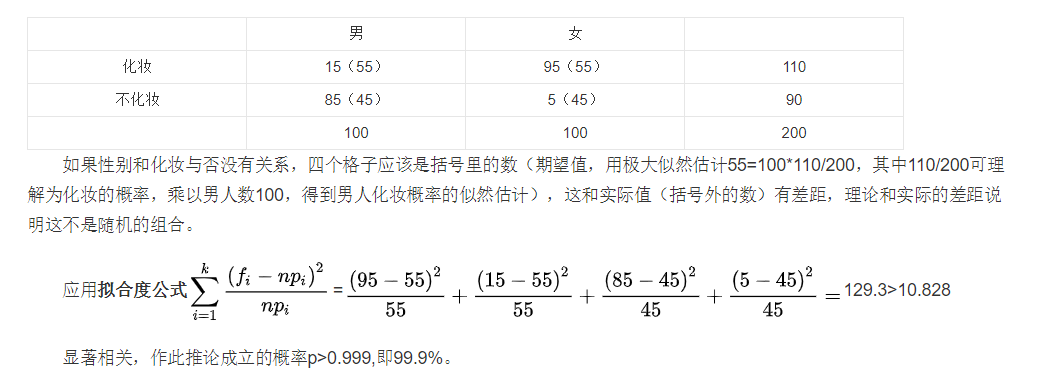 男 女
化妆 15（55） 95（55） 110
不化妆 85（45） 5（45） 90
100 100 200
如果性别和化妆与否没有关系，四个格子应该是括号里的数（期望值，用极大似然估计55=100*110/200，其中110/200可理
解为化妆的概率，乘以男人数100，得到男人化妆概率的似然估计），这和实际值（括号外的数）有差距，理论和实际的差距说
明这不是随机的组合。
应用拟合度公式\sum_{i=1}^{k}\frac{(f_i-np_i)^2}{np_i}=\frac{(95-55)^2}{55}+\frac{(15-55)^2}{55}+\frac{(85-45)^2}{45}+\frac{(5-45)^2}{45}=129.3>10.828
显著相关，作此推论成立的概率p>0.999,即99.9%。